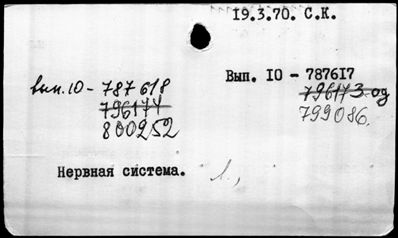 19.3.70. С.К.
Вып. 10 - 787617
вып. 10 - 787618
796173 од
796174
799086.
800252
Нервная система.